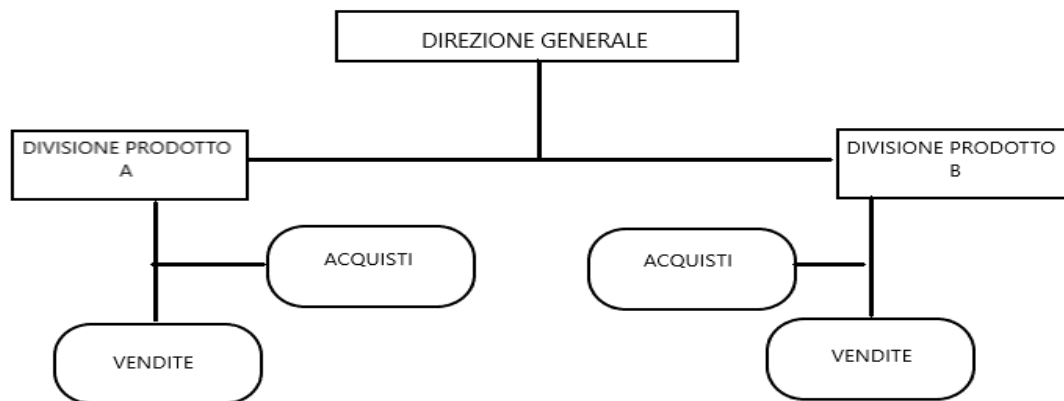 DIREZIONE GENERALE
DIVISIONE PRODOTTO
A
DIVISIONE PRODOTTO
B
ACQUISTI
ACQUISTI
VENDITE
VENDITE